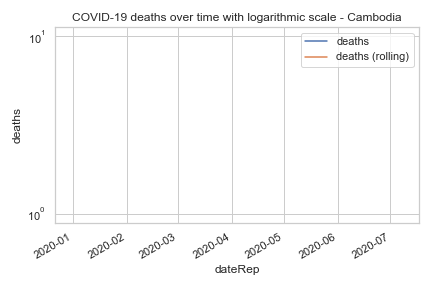 COVID-19 deaths over time with logarithmic scale - Cambodia
10¹
deaths
deaths (rolling)
deaths
10⁰
2020-01
2020-02
2020-03
2020-04
2020-05
2020-06
2020-07
dateRep